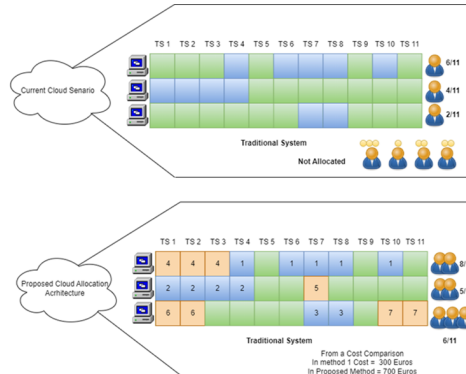 TS 1 TS 2 TS 3 TS 4 TS 5 TS 6 TS 7 TS 8 TS 9 TS 10 TS 11
Current Cloud Senario
6/11
4/11
2/11
Traditional System
Not Allocated
TS 1 TS 2 TS 3 TS 4 TS 5 TS 6 TS 7 TS 8 TS 9 TS 10 TS 11
Proposed Cloud Allocation
Acrhitecture
4 4 4 1 1 1 1 1 8/
2 2 2 2 5 5/
6 6 3 3 7 7
Traditional System
6/11
From a Cost Comparison
In method 1 Cost = 300 Euros
In Proposed Method = 700 Euros